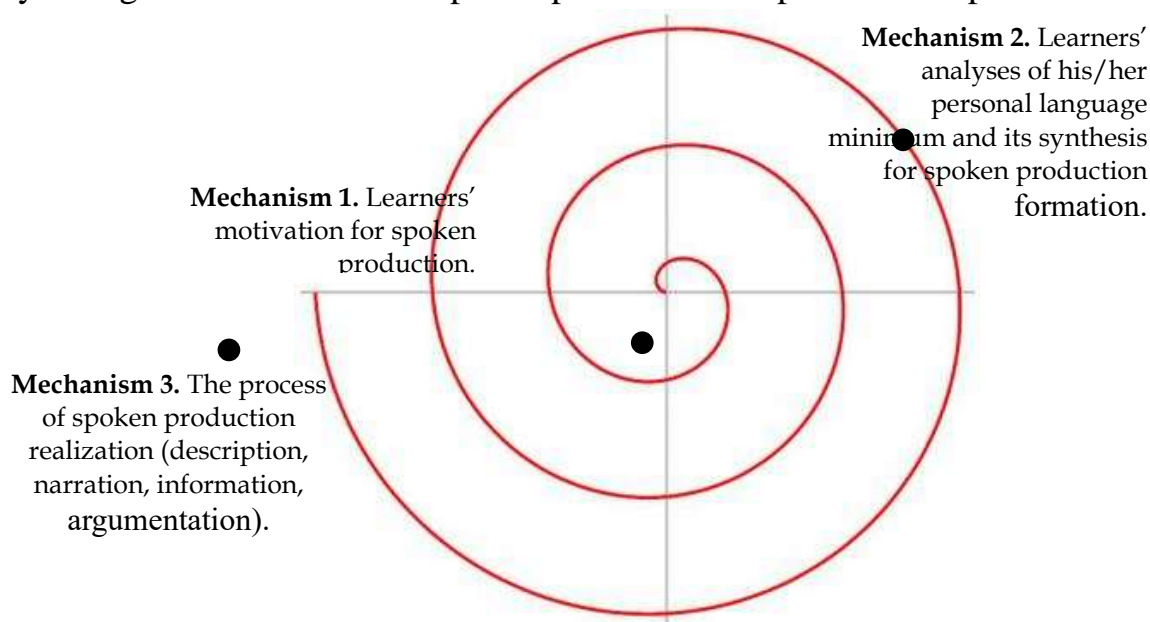 Mechanism 2. Learners’
analyses of his/her
personal language
minimum and its synthesis
for spoken production
formation.
Mechanism 1. Learners’
motivation for spoken
production.
Mechanism 3. The process
of spoken production
realization (description,
narration, information,
argumentation).